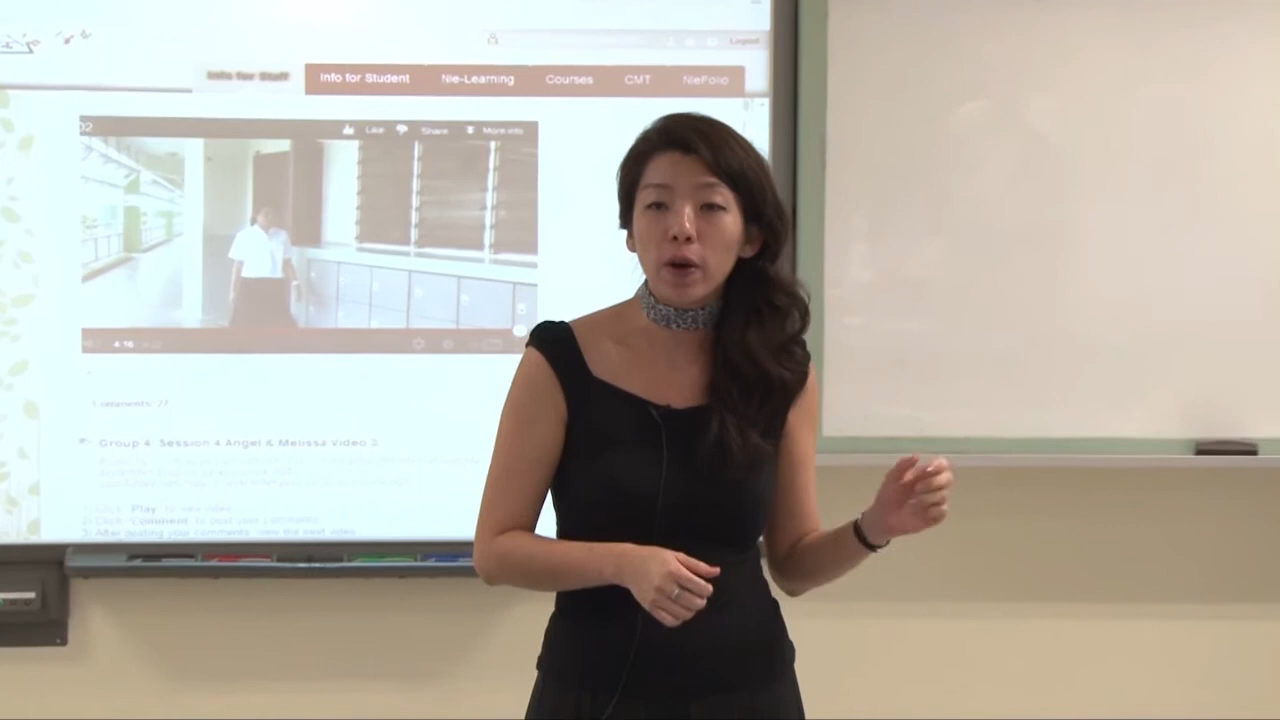 Logout
Info for Staff
Info for Student
Nie-Learning
Courses
CMT
NieFolio
Like
Share
More info
4:16
Comments: 77
Group 4: Session 4 Angel & Melissa Video 2
1) Click 'Play' to view video
2) Click 'Comment' to post your comments
3) After posting your comments, view the next video